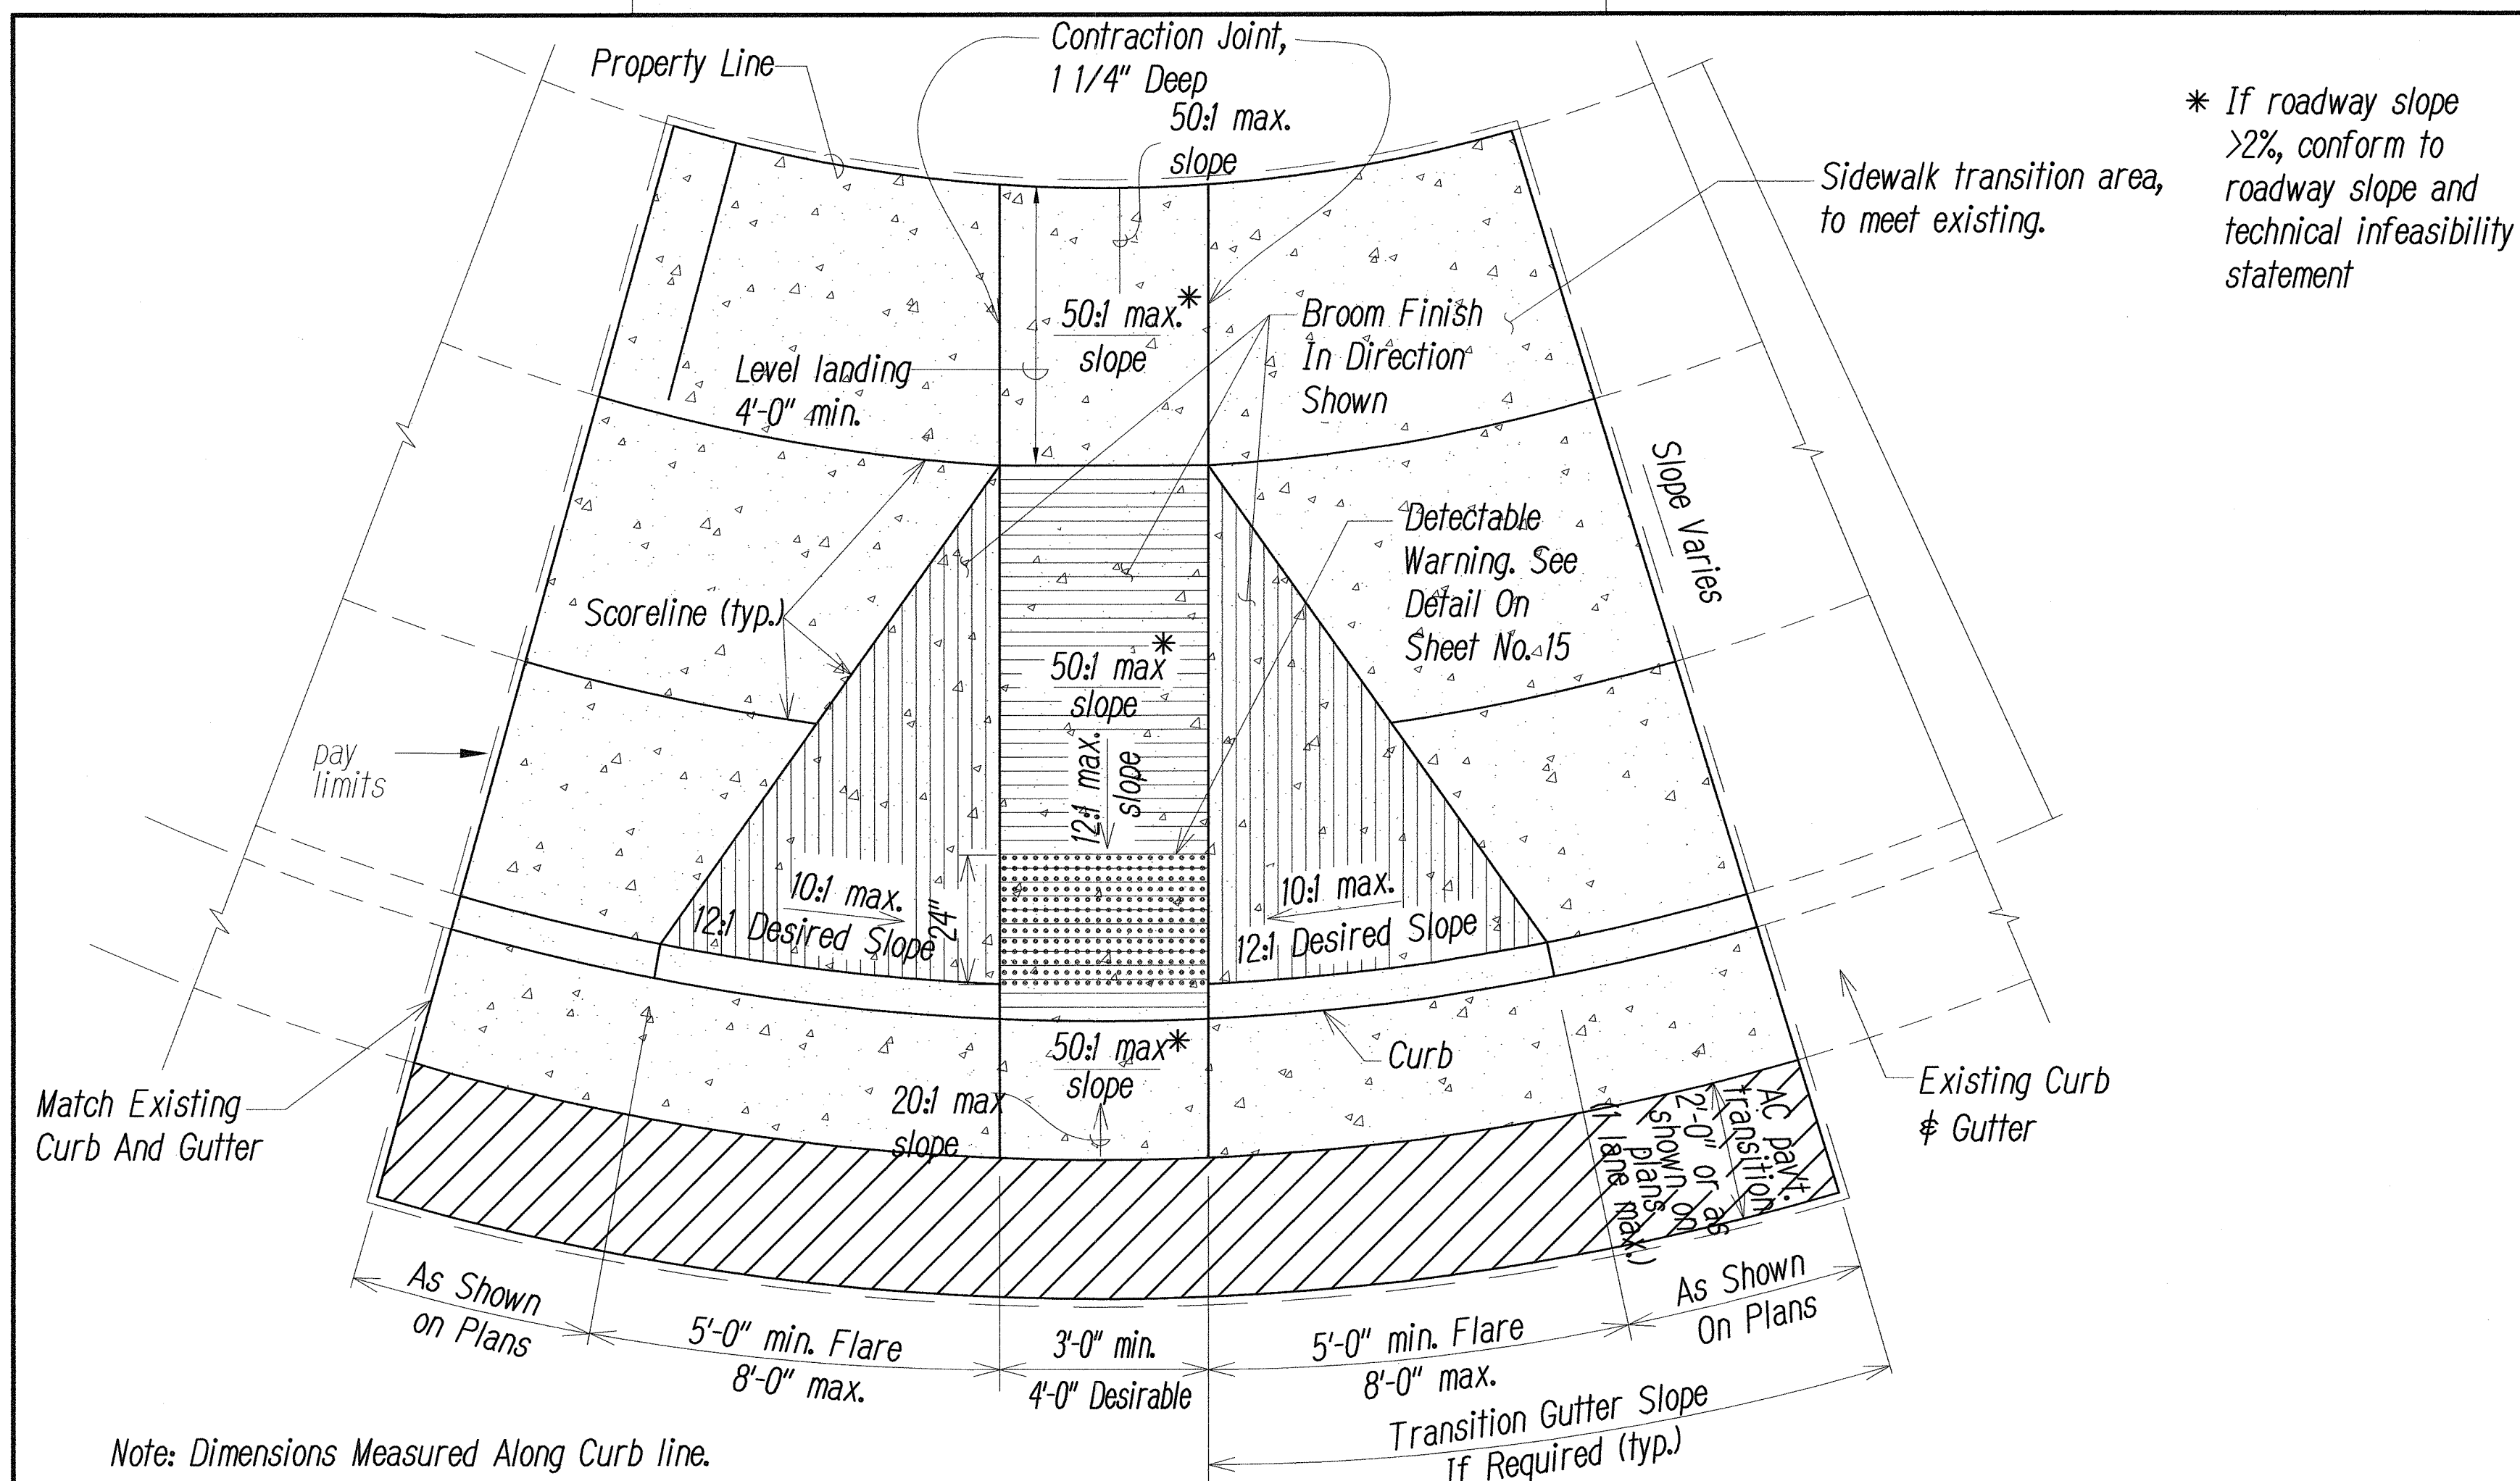 Property Line
Contraction Joint,
1 1/4" Deep
50:1 max.
slope
* If roadway slope
>2%, conform to
roadway slope and
technical infeasibility
statement
Sidewalk transition area,
to meet existing.
50:1 max.*
slope
Broom Finish
In Direction
Shown
Level landing
4'-0" min.
Slope Varies
Detectable
Warning. See
Detail On
Sheet No. 15
Scoreline (typ.)
50:1 max*
slope
12:1 max.
slope
pay
limits
10:1 max.
12:1 Desired Slope
24"
10:1 max.
12:1 Desired Slope
50:1 max*
slope
20:1 max
slope
Curb
Match Existing
Curb And Gutter
Existing Curb
& Gutter
AC pavt.
transition
2'-0" or as
shown on
plans
(1 lane max.)
As Shown
on Plans
5'-0" min. Flare
8'-0" max.
3'-0" min.
4'-0" Desirable
5'-0" min. Flare
8'-0" max.
As Shown
On Plans
Transition Gutter Slope
If Required (typ.)
Note: Dimensions Measured Along Curb line.